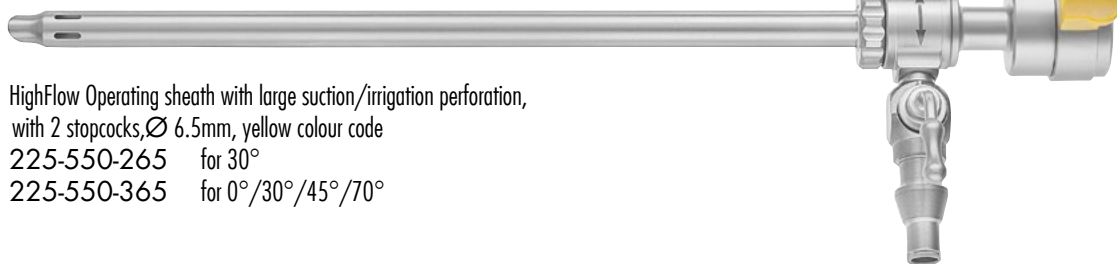 HighFlow Operating sheath with large suction/irrigation perforation,
with 2 stopcocks,Ø 6.5mm, yellow colour code
225-550-265 for 30°
225-550-365 for 0°/30°/45°/70°